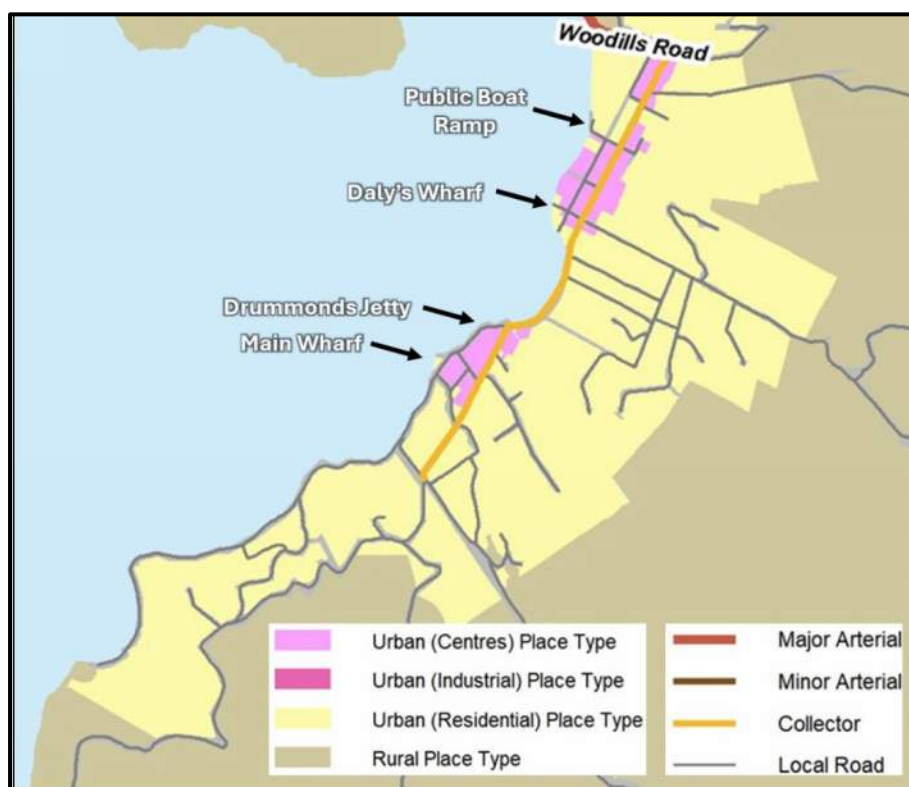 Woodills Road
Public Boat
Ramp
Daly's Wharf
Drummonds Jetty
Main Wharf
Urban (Centres) Place Type
Urban (Industrial) Place Type
Urban (Residential) Place Type
Rural Place Type
Major Arterial
Minor Arterial
Collector
Local Road